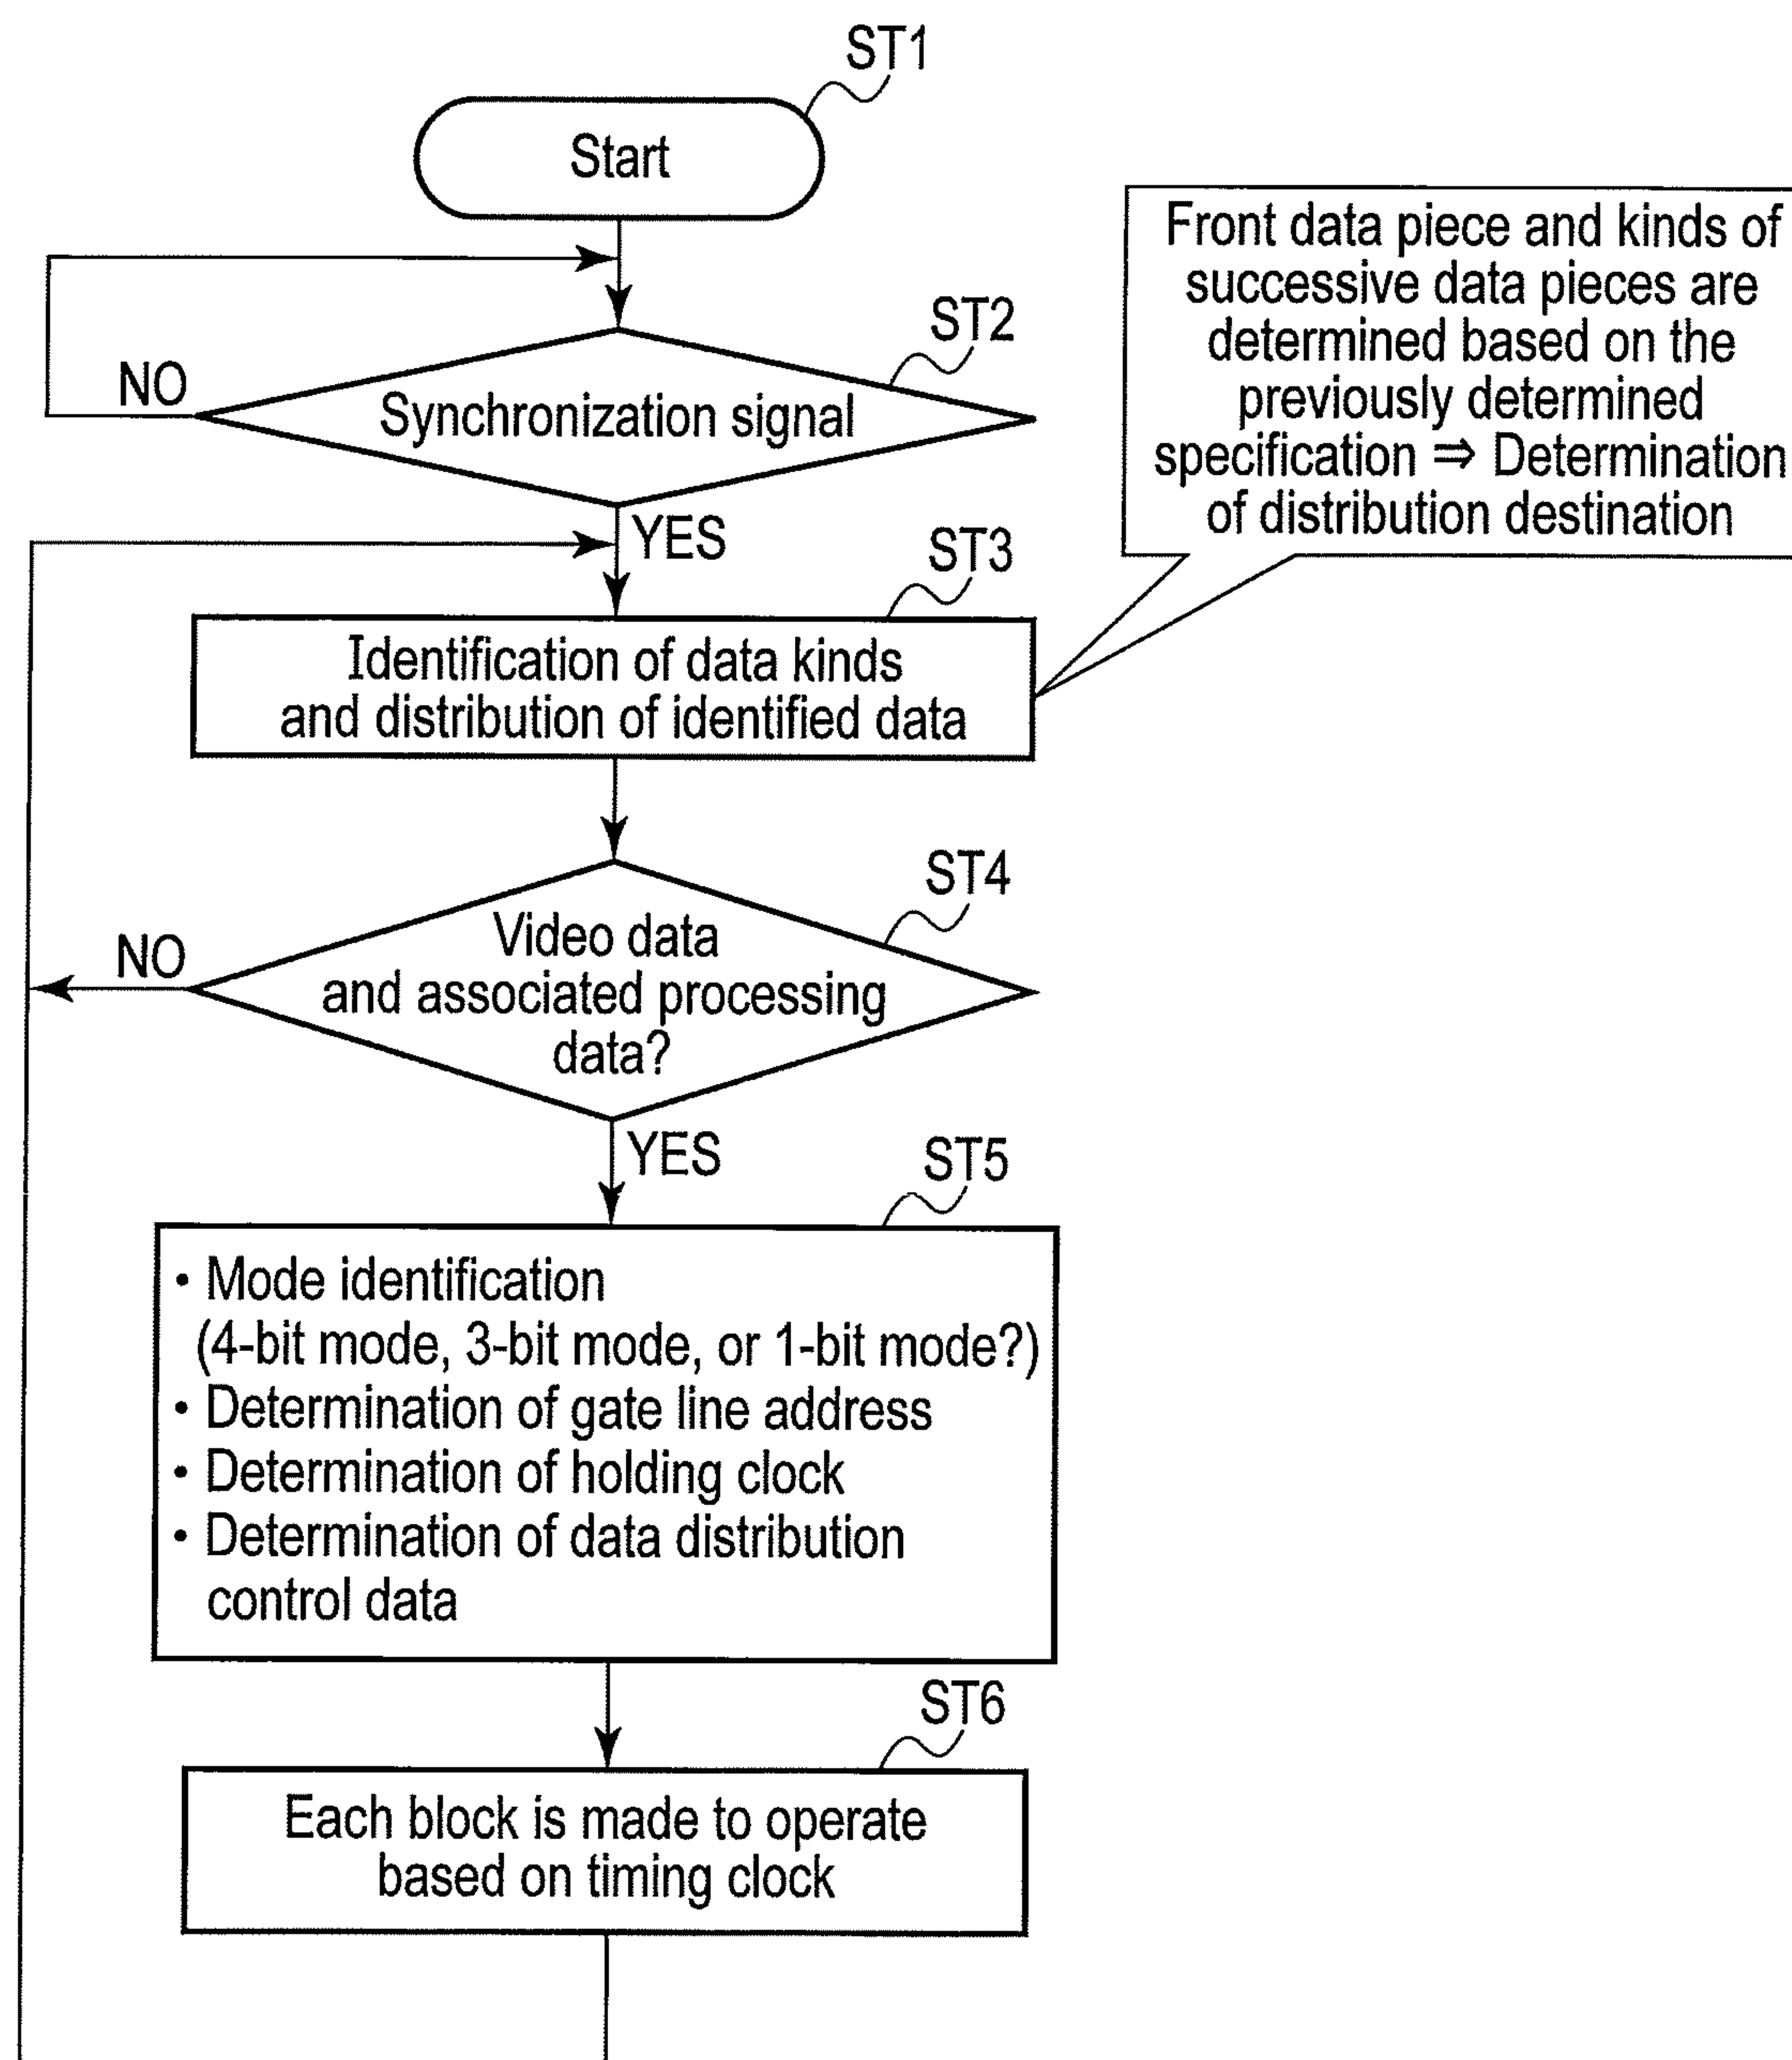 ST1
Start
ST2
NO
Synchronization signal
YES
Front data piece and kinds of
successive data pieces are
determined based on the
previously determined
specification ⇒ Determination
of distribution destination
ST3
Identification of data kinds
and distribution of identified data
ST4
NO
Video data
and associated processing
data?
YES
ST5
・Mode identification
(4-bit mode, 3-bit mode, or 1-bit mode?)
・Determination of gate line address
・Determination of holding clock
・Determination of data distribution
control data
ST6
Each block is made to operate
based on timing clock